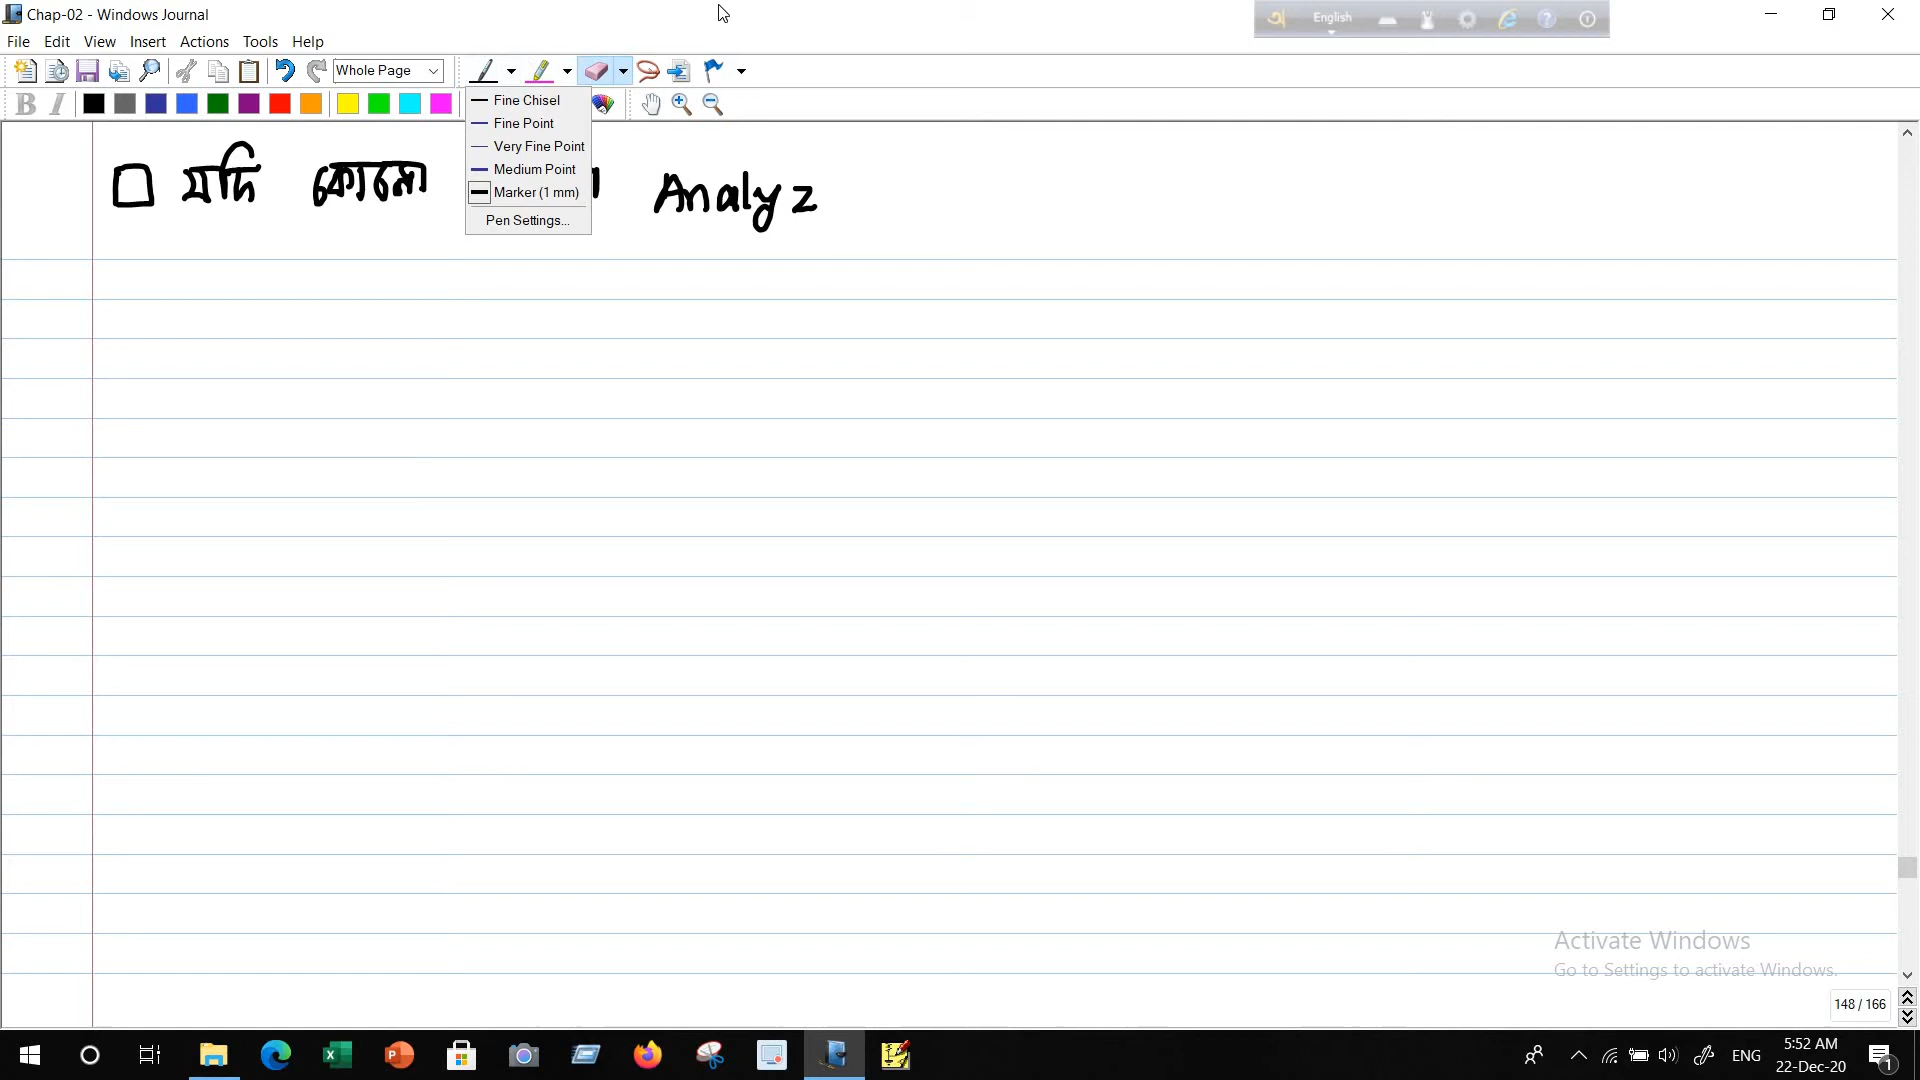 Chap-02 - Windows Journal
English
File Edit View Insert Actions Tools Help
Whole Page
Fine Chisel
Fine Point
Very Fine Point
Medium Point
Marker (1 mm)
Pen Settings...
□ যদি কোনো Analyz
Activate Windows
Go to Settings to activate Windows.
148 / 166
ENG
5:52 AM
22-Dec-20
1